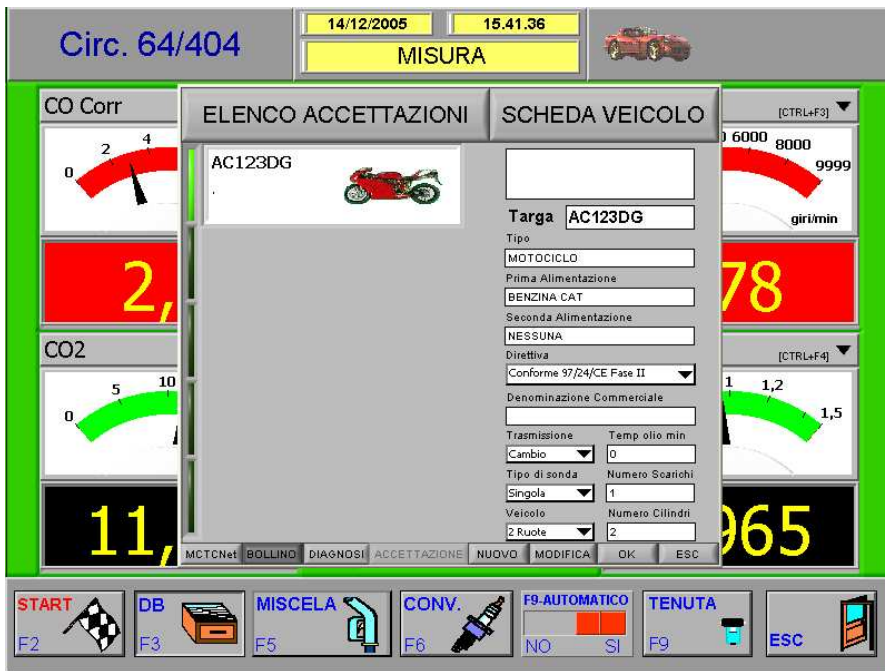 Circ. 64/404
14/12/2005
15.41.36
MISURA
CO Corr
[CTRL+F3]
ELENCO ACCETTAZIONI
SCHEDA VEICOLO
0
2
4
6000
8000
9999
giri/min
AC123DG
.
Targa AC123DG
Tipo
MOTOCICLO
Prima Alimentazione
BENZINA CAT
Seconda Alimentazione
NESSUNA
Direttiva
Conforme 97/24/CE Fase II
Denominazione Commerciale
Trasmissione Temp olio min
Cambio 0
Tipo di sonda Numero Scarichi
Singola 1
Veicolo Numero Cilindri
2 Ruote 2
2,
78
CO2
[CTRL+F4]
0
5
10
1
1,2
1,5
11,
965
MCTCNet BOLLINO DIAGNOSI ACCETTAZIONE NUOVO MODIFICA OK ESC
START
F2
DB
F3
MISCELA
F5
CONV.
F6
F9-AUTOMATICO
NO SI
TENUTA
F9
ESC